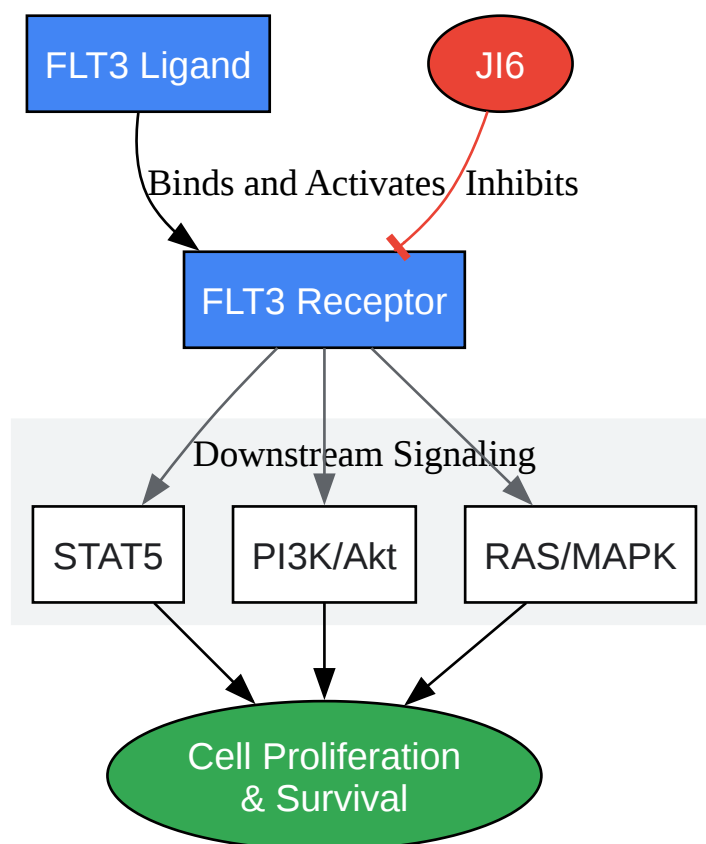 FLT3 Ligand
JI6
Binds and Activates
Inhibits
FLT3 Receptor
Downstream Signaling
STAT5
PI3K/Akt
RAS/MAPK
Cell Proliferation
& Survival